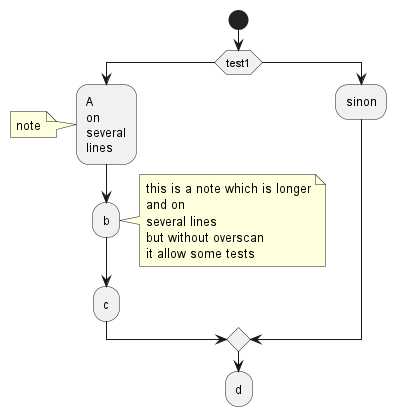 test1
A
on
several
lines
note
sinon
b
this is a note which is longer
and on
several lines
but without overscan
it allow some tests
c
d